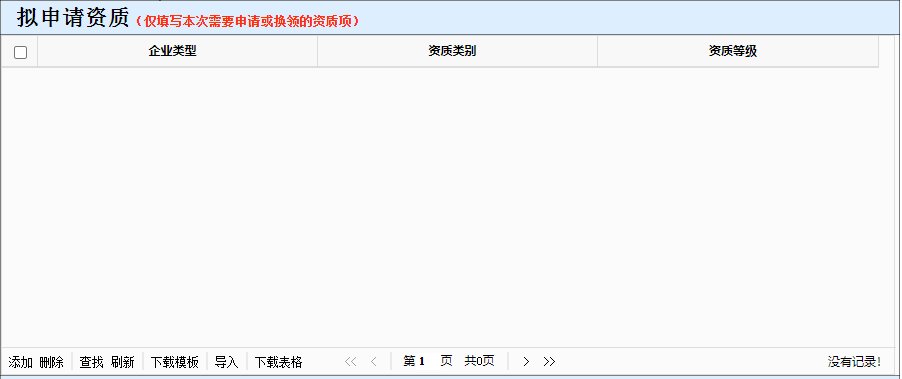 拟申请资质（仅填写本次需要申请或换领的资质项）
企业类型 资质类别 资质等级
添加 删除 查找 刷新 下载模板 导入 下载表格 第 1 页 共0页 没有记录!